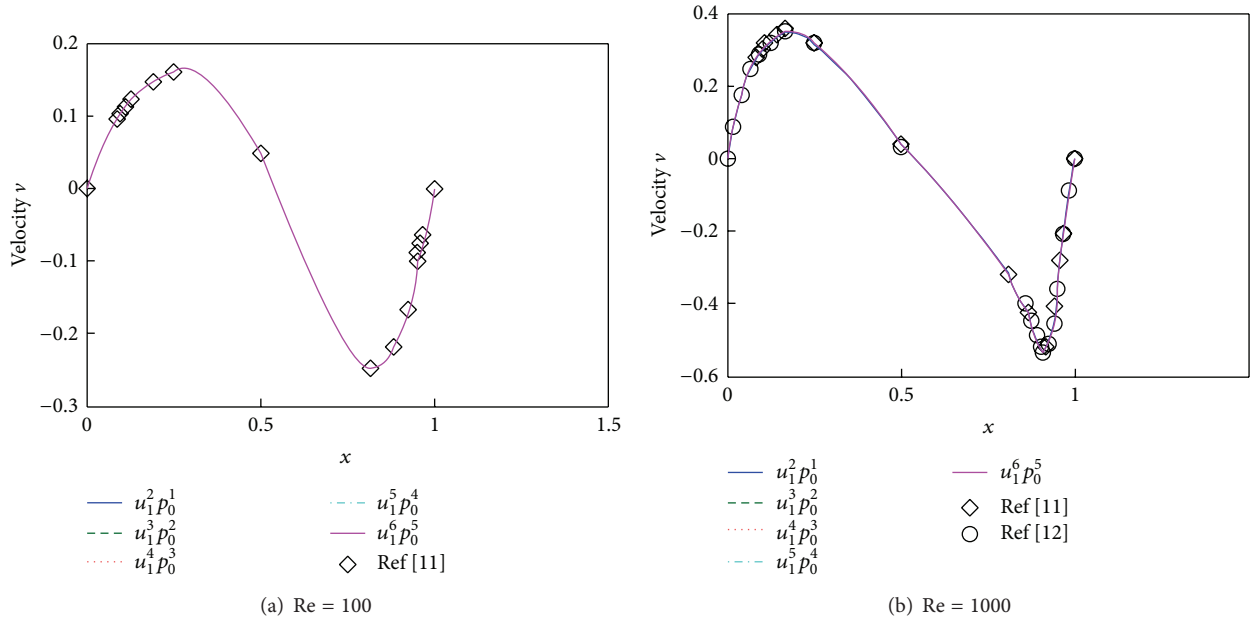 0.2
0.1
0
−0.1
−0.2
−0.3
Velocity v
0 0.5 1 1.5
x
u₁²p₀¹
u₁³p₀²
u₁⁴p₀³
u₁⁵p₀⁴
u₁⁶p₀⁵
Ref [11]
(a) Re = 100
0.4
0.2
0
−0.2
−0.4
−0.6
Velocity v
0 0.5 1
x
u₁²p₀¹
u₁³p₀²
u₁⁴p₀³
u₁⁵p₀⁴
u₁⁶p₀⁵
Ref [11]
Ref [12]
(b) Re = 1000